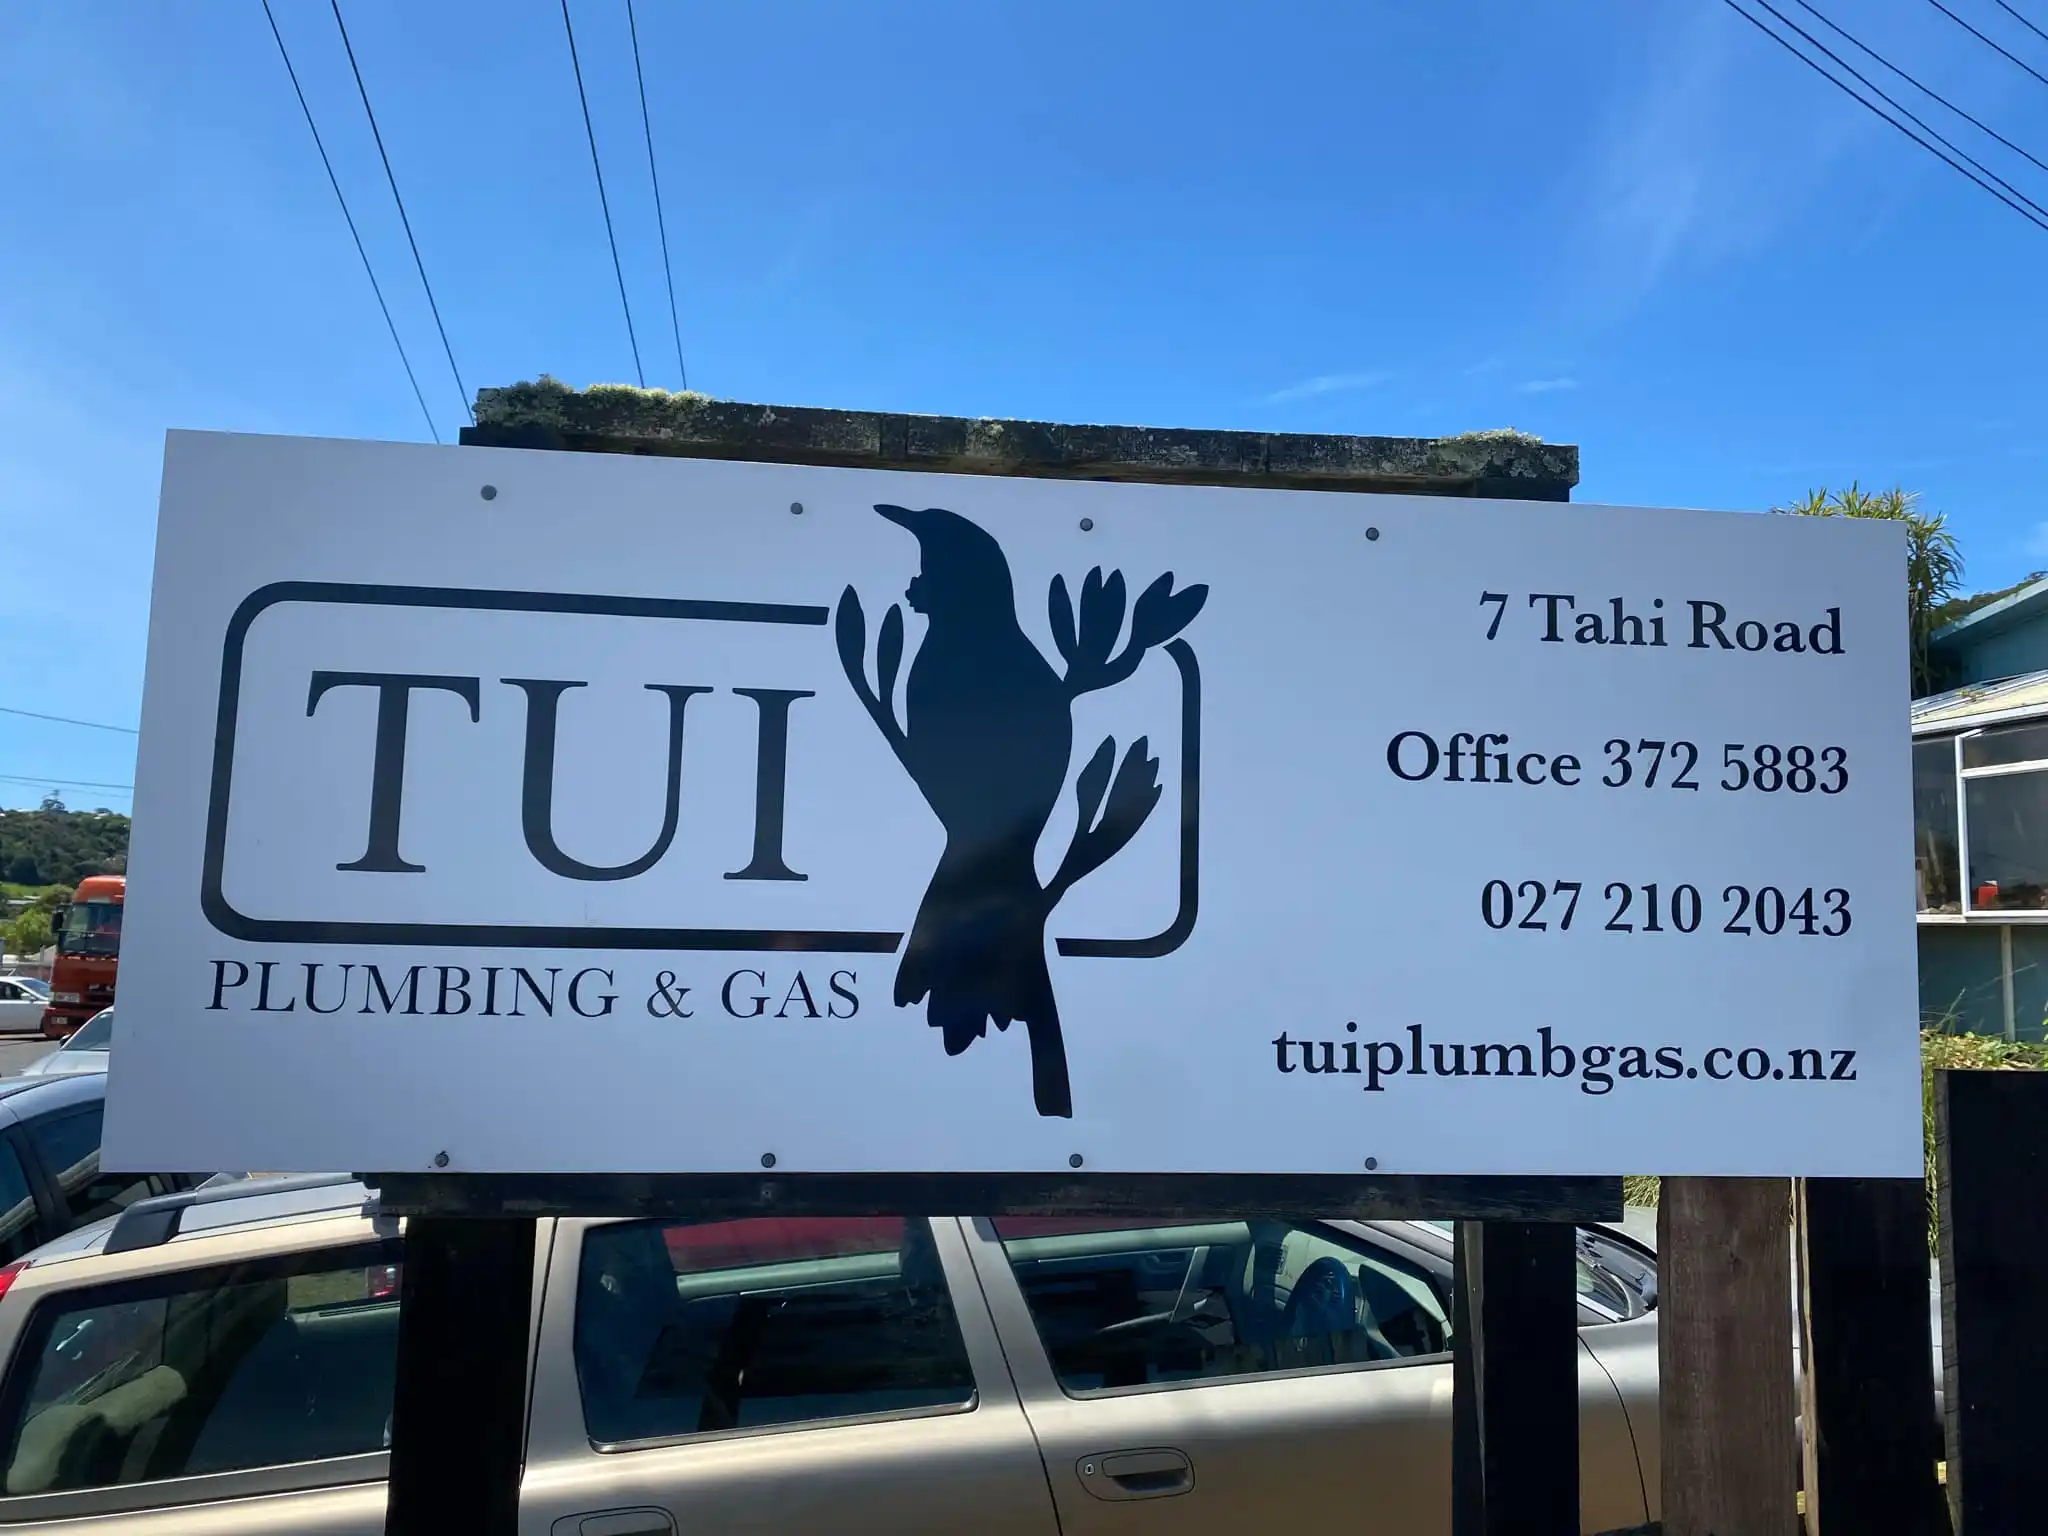 TUI
PLUMBING & GAS
7 Tahi Road
Office 372 5883
027 210 2043
tuiplumbgas.co.nz